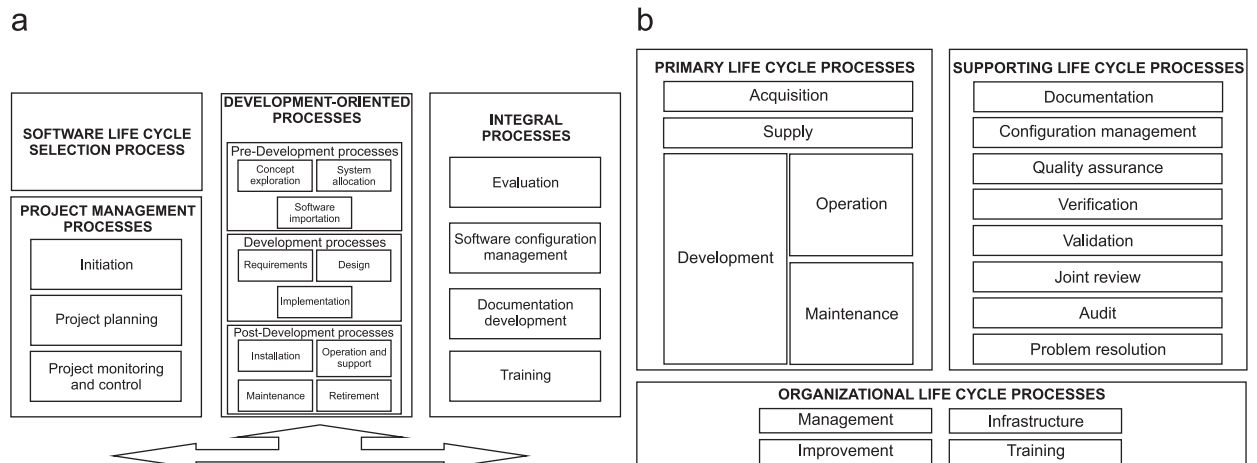 a
SOFTWARE LIFE CYCLE
SELECTION PROCESS
PROJECT MANAGEMENT
PROCESSES
Initiation
Project planning
Project monitoring
and control
DEVELOPMENT-ORIENTED
PROCESSES
Pre-Development processes
Concept
exploration
System
allocation
Software
importation
Development processes
Requirements
Design
Implementation
Post-Development processes
Installation
Operation and
support
Maintenance
Retirement
INTEGRAL
PROCESSES
Evaluation
Software configuration
management
Documentation
development
Training
b
PRIMARY LIFE CYCLE PROCESSES
Acquisition
Supply
Development
Operation
Maintenance
SUPPORTING LIFE CYCLE PROCESSES
Documentation
Configuration management
Quality assurance
Verification
Validation
Joint review
Audit
Problem resolution
ORGANIZATIONAL LIFE CYCLE PROCESSES
Management
Infrastructure
Improvement
Training